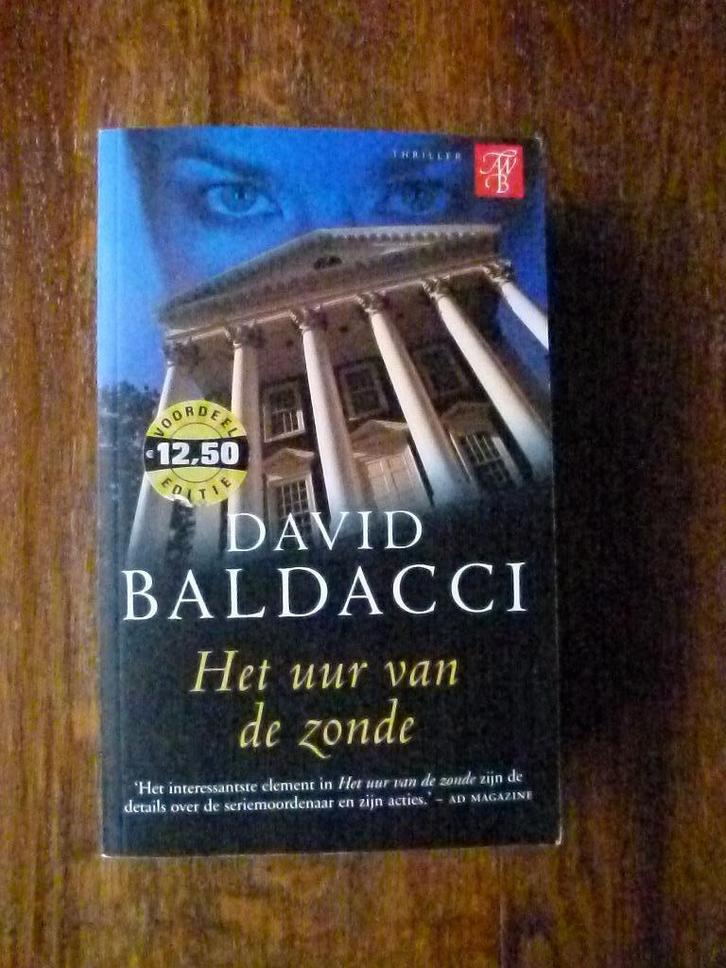 THRILLER
AWB
VOORDEEL
€12,50
EDITIE
DAVID
BALDACCI
Het uur van
de zonde
'Het interessantste element in Het uur van de zonde zijn de
details over de seriemoordenaar en zijn acties.' – AD MAGAZINE